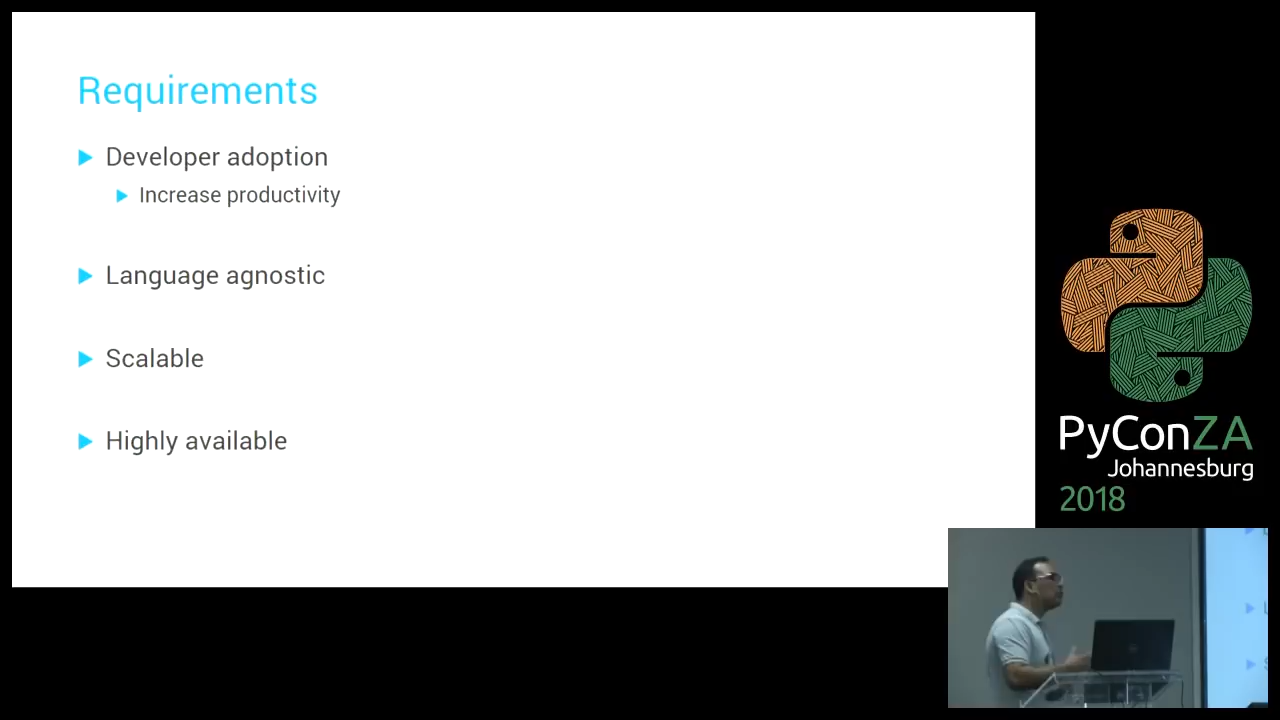 Requirements
Developer adoption
Increase productivity
Language agnostic
Scalable
Highly available
PyConZA
Johannesburg
2018